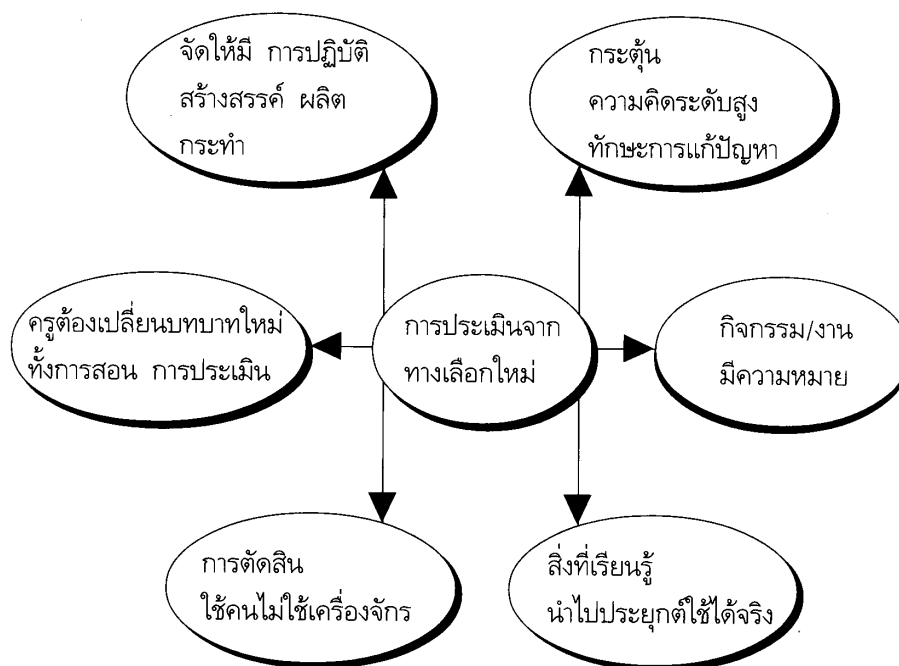 จัดให้มี การปฏิบัติ
สร้างสรรค์ ผลิต
กระทำ
กระตุ้น
ความคิดระดับสูง
ทักษะการแก้ปัญหา
ครูต้องเปลี่ยนบทบาทใหม่
ทั้งการสอน การประเมิน
การประเมินจาก
ทางเลือกใหม่
กิจกรรม/งาน
มีความหมาย
การตัดสิน
ใช้คนไม่ใช้เครื่องจักร
สิ่งที่เรียนรู้
นำไปประยุกต์ใช้ได้จริง